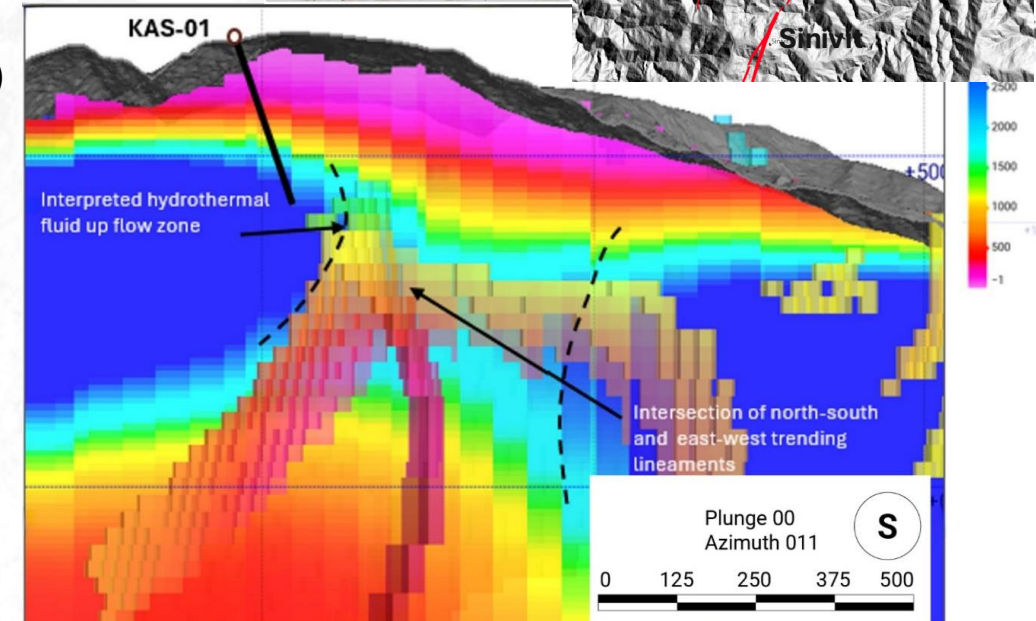 KAS-01
Sinivit
2500
2000
1500
1000
500
-1
+500
Interpreted hydrothermal
fluid up flow zone
Intersection of north-south
and east-west trending
lineaments
Plunge 00
Azimuth 011
S
0 125 250 375 500